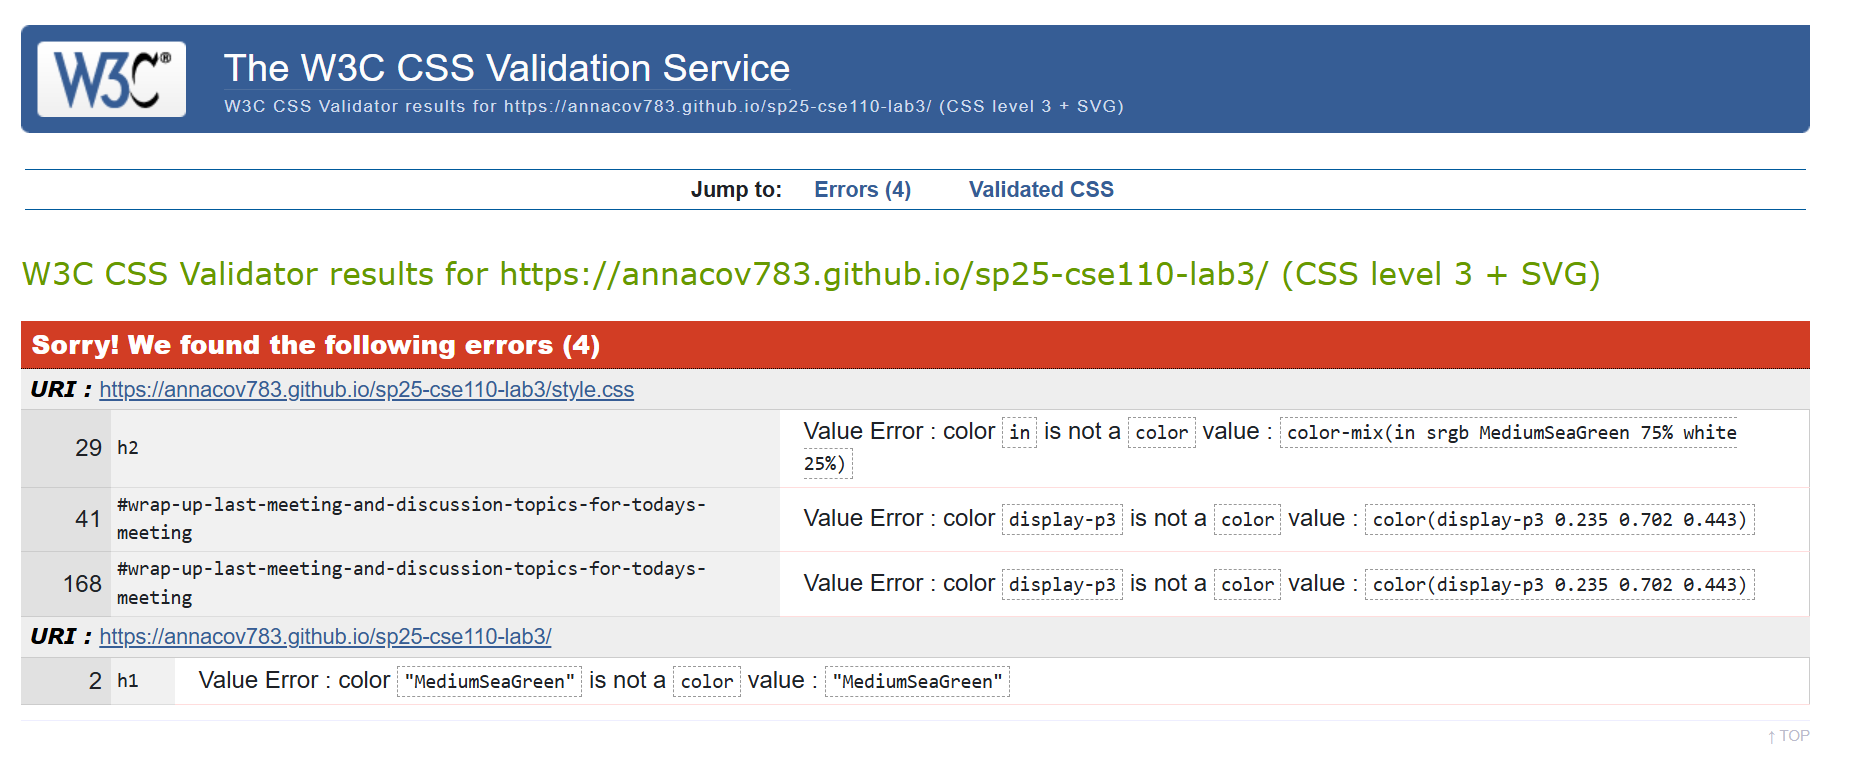 W3C®
The W3C CSS Validation Service
W3C CSS Validator results for https://annacov783.github.io/sp25-cse110-lab3/ (CSS level 3 + SVG)
Jump to: Errors (4) Validated CSS
W3C CSS Validator results for https://annacov783.github.io/sp25-cse110-lab3/ (CSS level 3 + SVG)
Sorry! We found the following errors (4)
URI : https://annacov783.github.io/sp25-cse110-lab3/style.css
29 h2 Value Error : color in is not a color value : color-mix(in srgb MediumSeaGreen 75% white
25%)
41 #wrap-up-last-meeting-and-discussion-topics-for-todays-
meeting Value Error : color display-p3 is not a color value : color(display-p3 0.235 0.702 0.443)
168 #wrap-up-last-meeting-and-discussion-topics-for-todays-
meeting Value Error : color display-p3 is not a color value : color(display-p3 0.235 0.702 0.443)
URI : https://annacov783.github.io/sp25-cse110-lab3/
2 h1 Value Error : color "MediumSeaGreen" is not a color value : "MediumSeaGreen"
↑ TOP